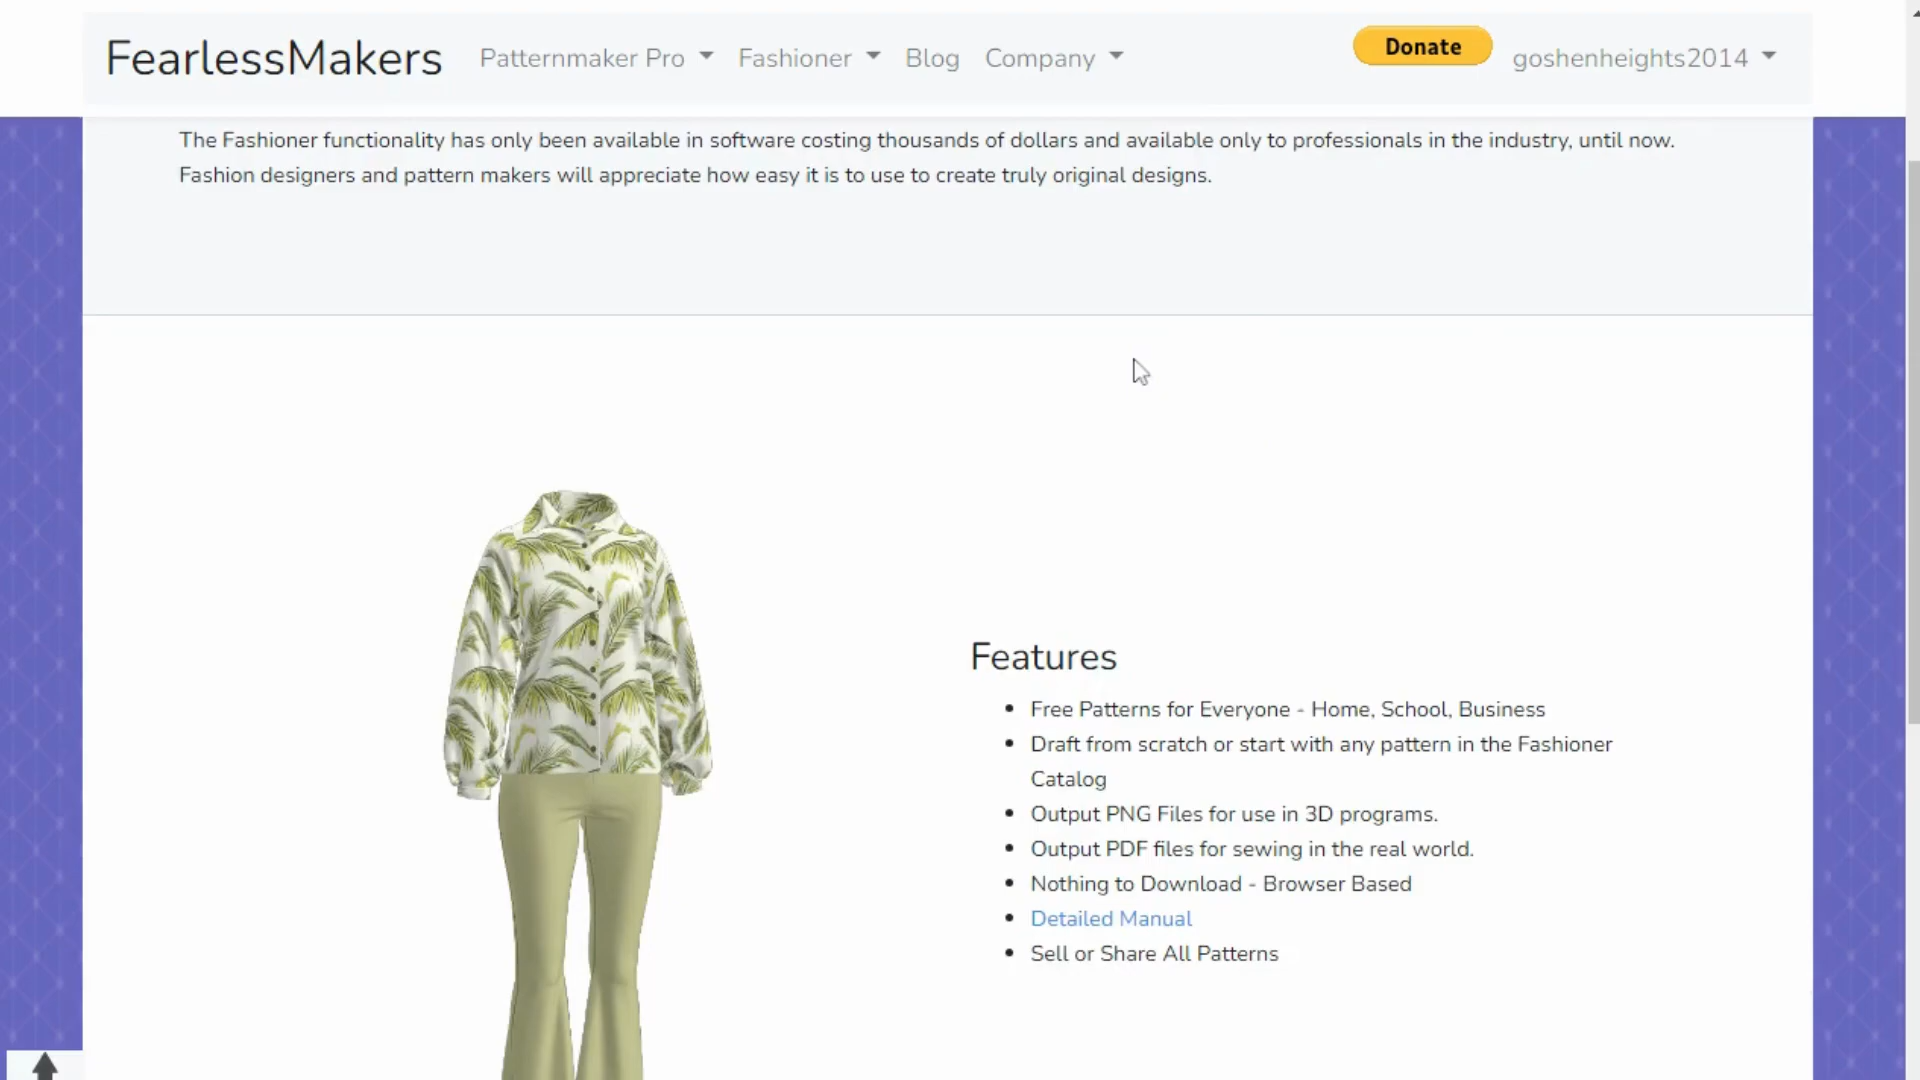 FearlessMakers
Patternmaker Pro
Fashioner
Blog
Company
Donate
goshenheights2014
The Fashioner functionality has only been available in software costing thousands of dollars and available only to professionals in the industry, until now.
Fashion designers and pattern makers will appreciate how easy it is to use to create truly original designs.
Features
Free Patterns for Everyone - Home, School, Business
Draft from scratch or start with any pattern in the Fashioner
Catalog
Output PNG Files for use in 3D programs.
Output PDF files for sewing in the real world.
Nothing to Download - Browser Based
Detailed Manual
Sell or Share All Patterns